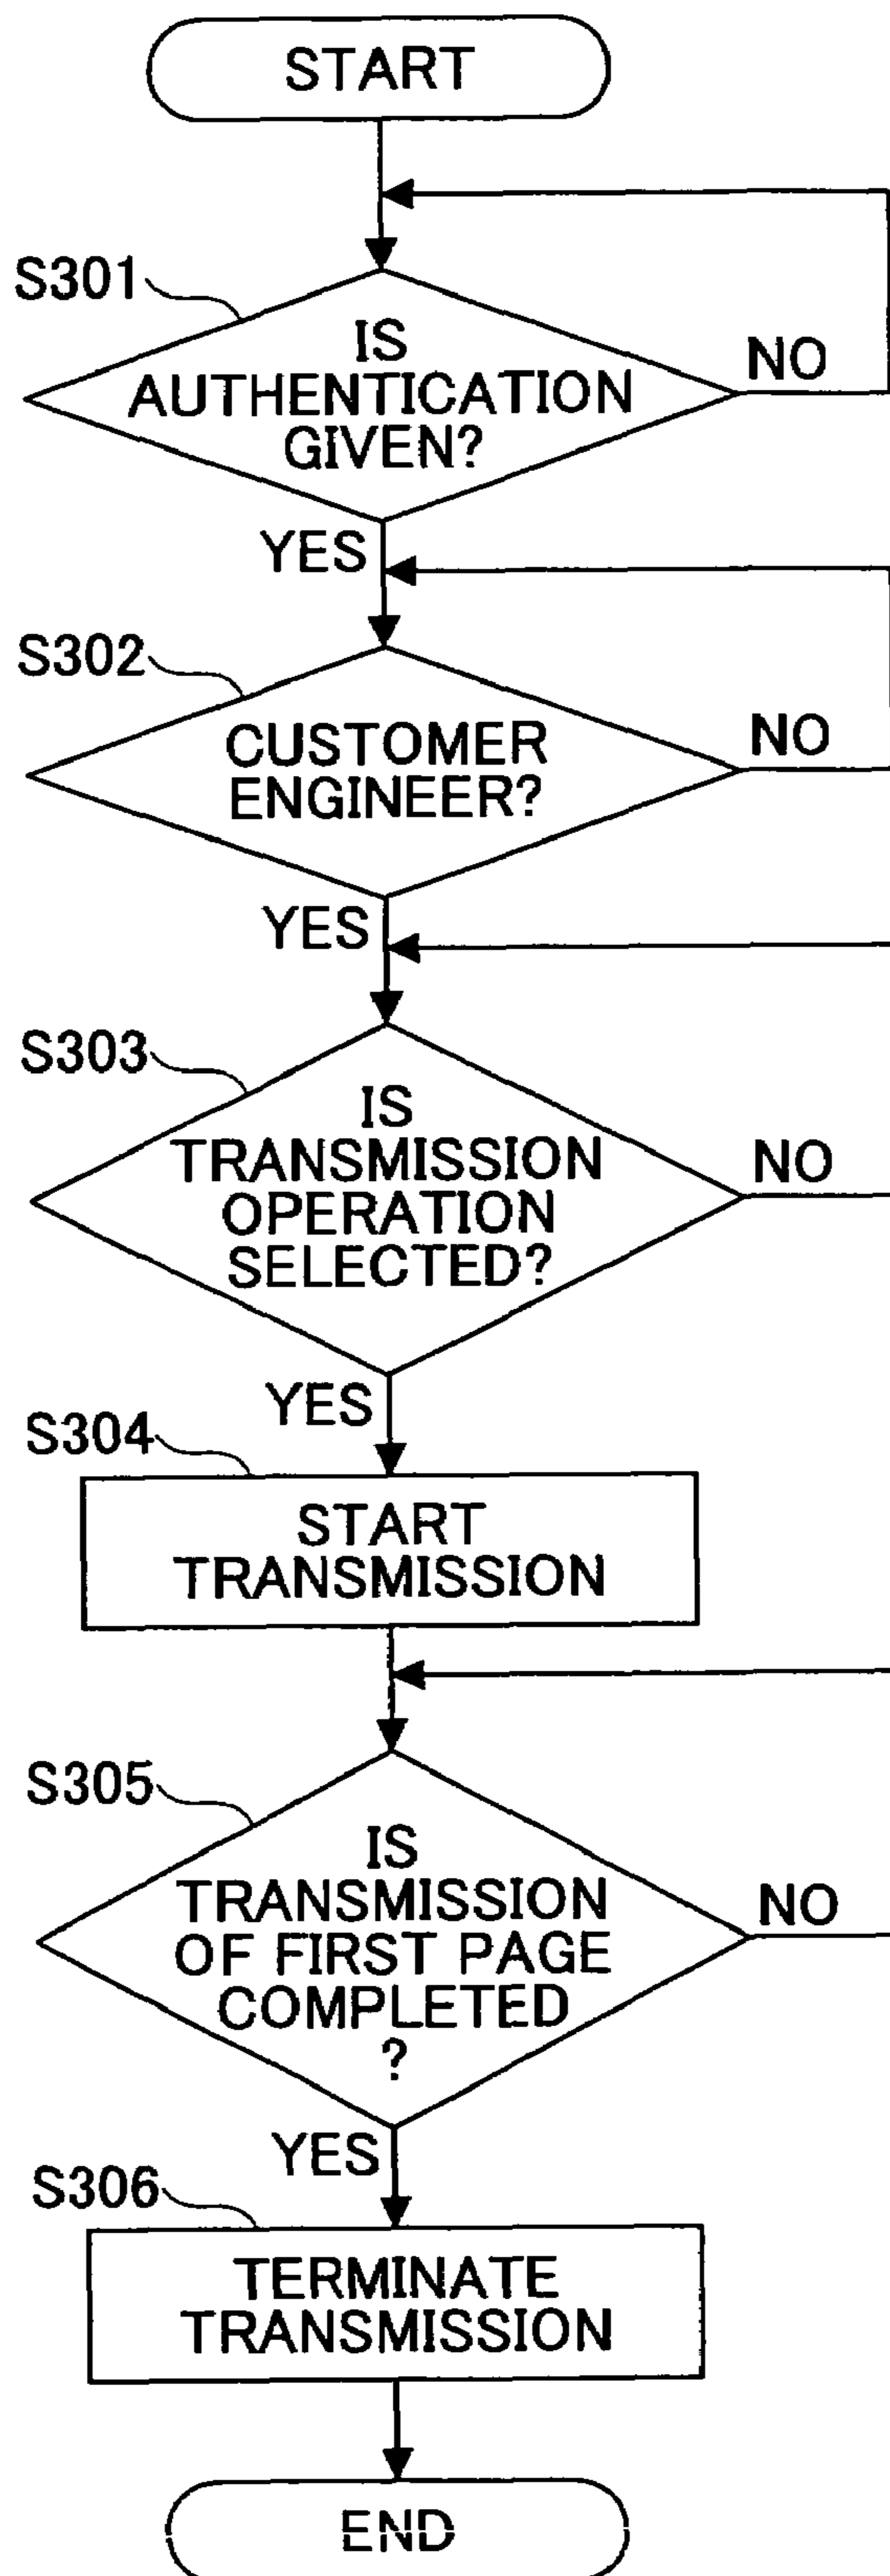 START
S301
IS
AUTHENTICATION
GIVEN?
NO
YES
S302
CUSTOMER
ENGINEER?
NO
YES
S303
IS
TRANSMISSION
OPERATION
SELECTED?
NO
YES
S304
START
TRANSMISSION
S305
IS
TRANSMISSION
OF FIRST PAGE
COMPLETED
?
NO
YES
S306
TERMINATE
TRANSMISSION
END